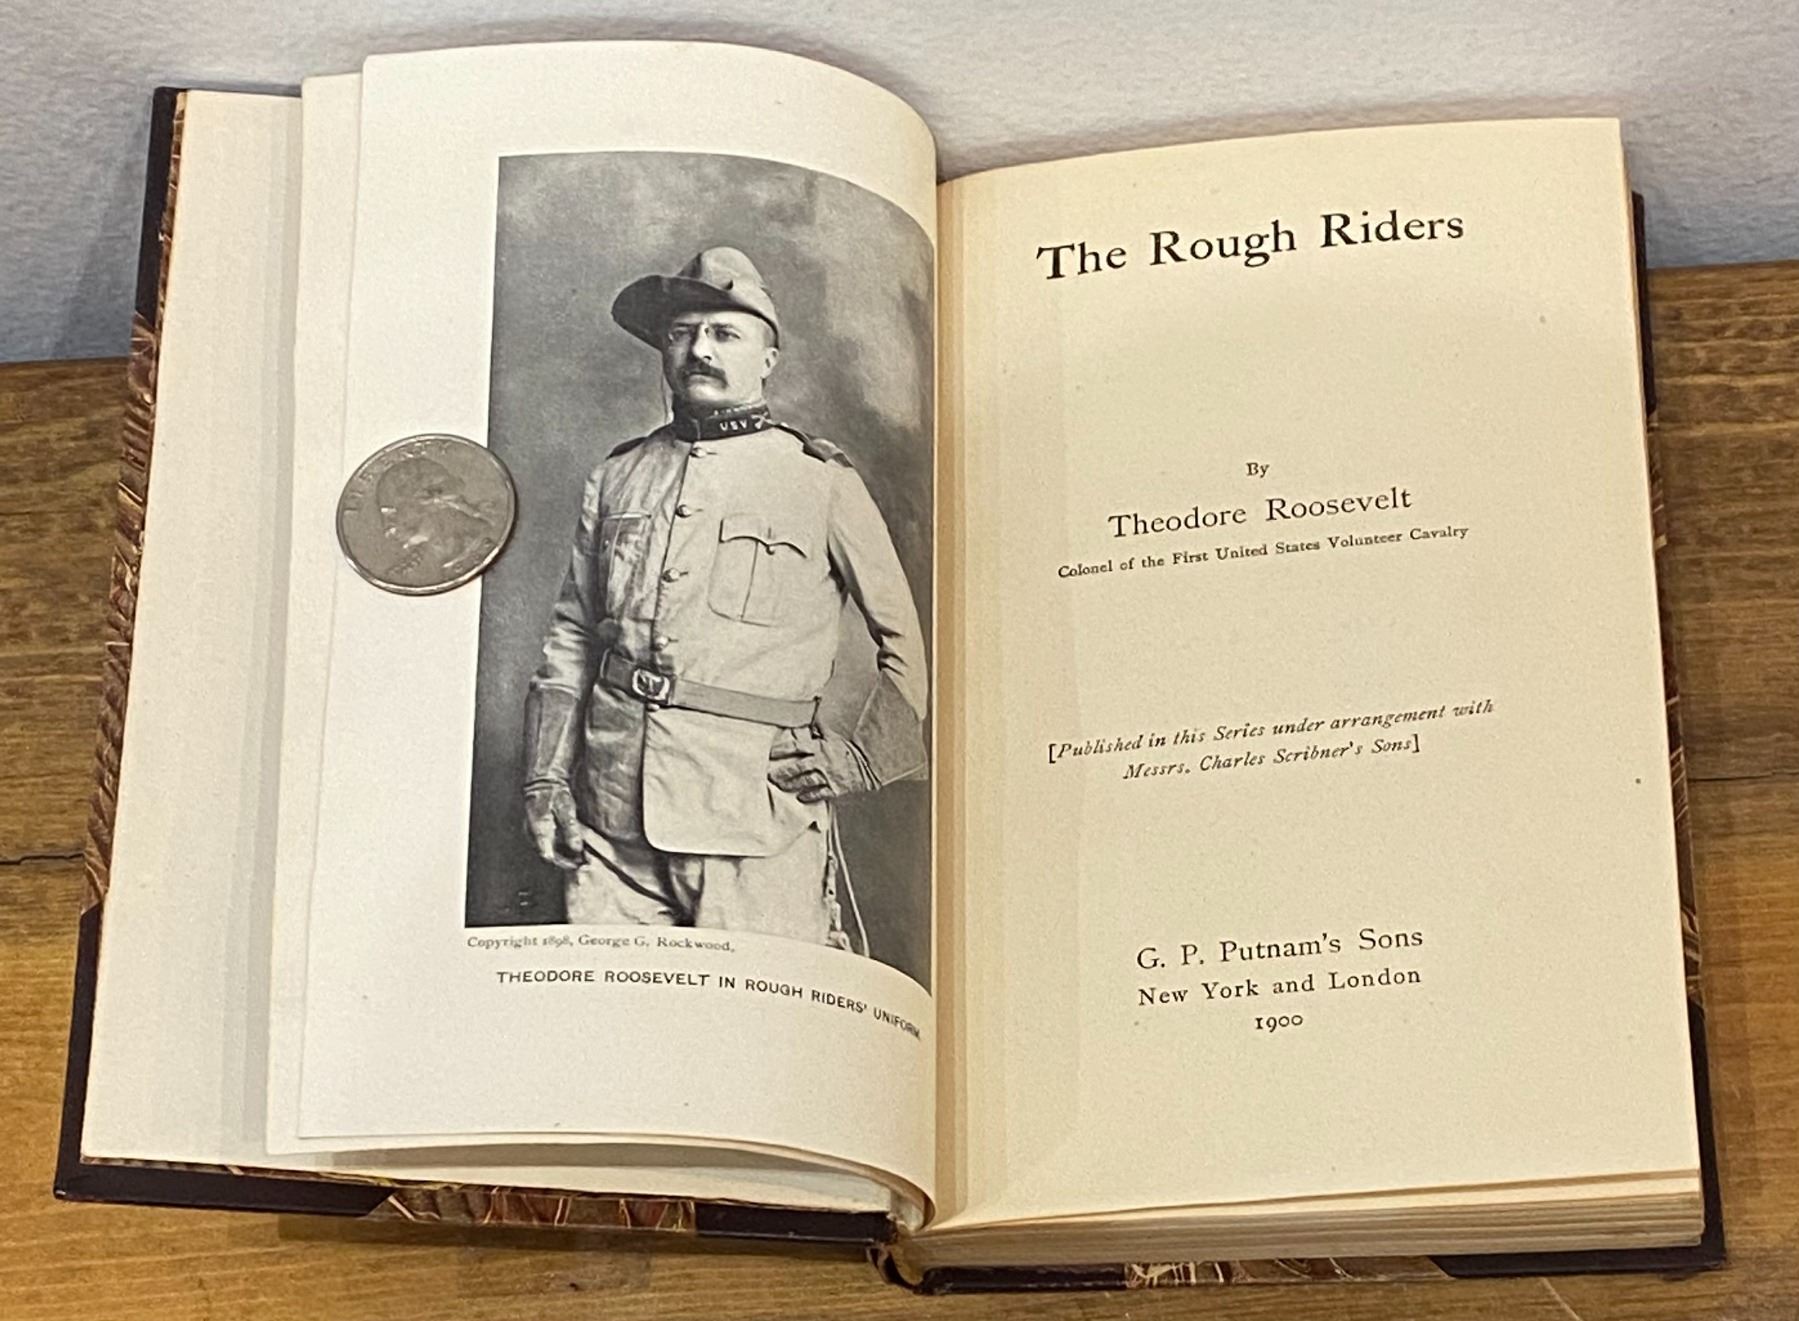 LIBERTY
USV
Copyright 1898, George G. Rockwood.
THEODORE ROOSEVELT IN ROUGH RIDERS' UNIFORM.
The Rough Riders
By
Theodore Roosevelt
Colonel of the First United States Volunteer Cavalry
[Published in this Series under arrangement with
Messrs. Charles Scribner's Sons]
G. P. Putnam's Sons
New York and London
1900